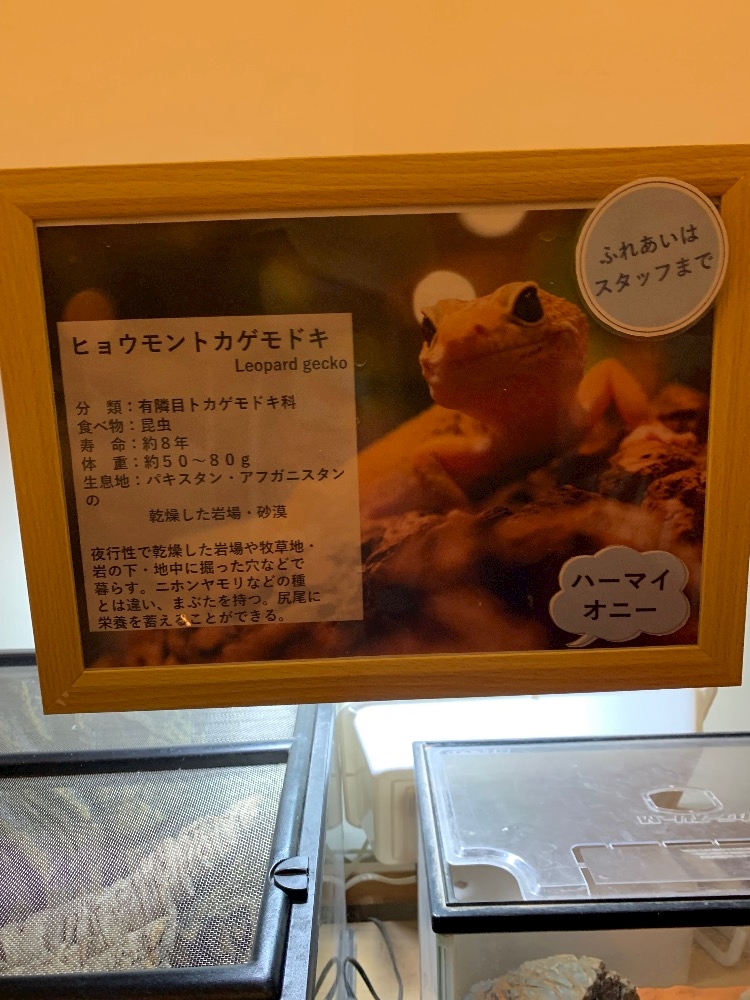 ふれあいは
スタッフまで
ヒョウモントカゲモドキ
Leopard gecko
分　類：有隣目トカゲモドキ科
食べ物：昆虫
寿　命：約８年
体　重：約５０～８０ｇ
生息地：パキスタン・アフガニスタン
の
乾燥した岩場・砂漠
夜行性で乾燥した岩場や牧草地・
岩の下・地中に掘った穴などで
暮らす。ニホンヤモリなどの種
とは違い、まぶたを持つ。尻尾に
栄養を蓄えることができる。
ハーマイ
オニー